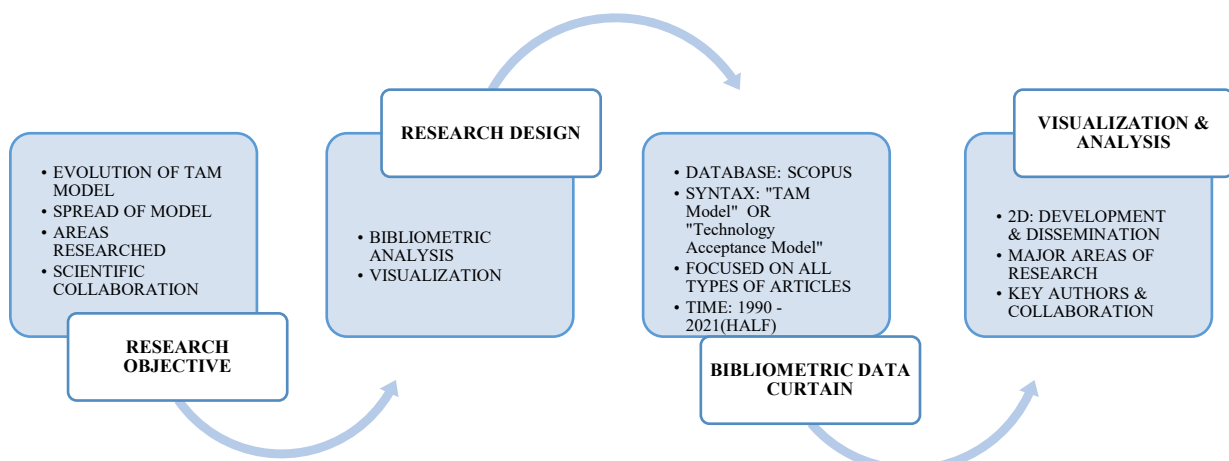 • EVOLUTION OF TAM
MODEL
• SPREAD OF MODEL
• AREAS
RESEARCHED
• SCIENTIFIC
COLLABORATION
RESEARCH
OBJECTIVE
RESEARCH DESIGN
• BIBLIOMETRIC
ANALYSIS
• VISUALIZATION
• DATABASE: SCOPUS
• SYNTAX: "TAM
Model" OR
"Technology
Acceptance Model"
• FOCUSED ON ALL
TYPES OF ARTICLES
• TIME: 1990 -
2021(HALF)
BIBLIOMETRIC DATA
CURTAIN
VISUALIZATION &
ANALYSIS
• 2D: DEVELOPMENT
& DISSEMINATION
• MAJOR AREAS OF
RESEARCH
• KEY AUTHORS &
COLLABORATION